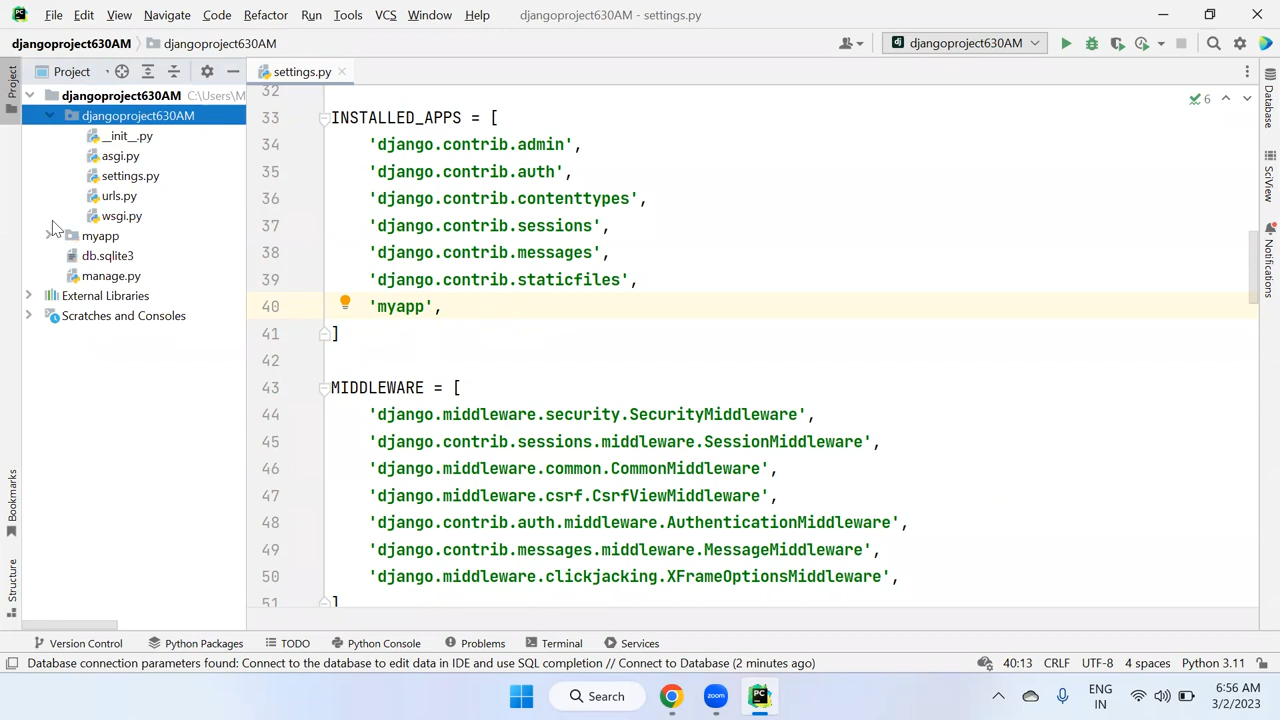 File Edit View Navigate Code Refactor Run Tools VCS Window Help djangoproject630AM - settings.py
djangoproject630AM djangoproject630AM djangoproject630AM
Project settings.py
Project
djangoproject630AM C:\Users\M
djangoproject630AM
__init__.py
asgi.py
settings.py
urls.py
wsgi.py
myapp
db.sqlite3
manage.py
External Libraries
Scratches and Consoles
Bookmarks
Structure
32
33 INSTALLED_APPS = [
34 'django.contrib.admin',
35 'django.contrib.auth',
36 'django.contrib.contenttypes',
37 'django.contrib.sessions',
38 'django.contrib.messages',
39 'django.contrib.staticfiles',
40 'myapp',
41 ]
42
43 MIDDLEWARE = [
44 'django.middleware.security.SecurityMiddleware',
45 'django.contrib.sessions.middleware.SessionMiddleware',
46 'django.middleware.common.CommonMiddleware',
47 'django.middleware.csrf.CsrfViewMiddleware',
48 'django.contrib.auth.middleware.AuthenticationMiddleware',
49 'django.contrib.messages.middleware.MessageMiddleware',
50 'django.middleware.clickjacking.XFrameOptionsMiddleware',
51 ]
6
Database
SciView
Notifications
Version Control Python Packages TODO Python Console Problems Terminal Services
Database connection parameters found: Connect to the database to edit data in IDE and use SQL completion // Connect to Database (2 minutes ago) 40:13 CRLF UTF-8 4 spaces Python 3.11
Search zoom PC ENG 6:56 AM
IN 3/2/2023